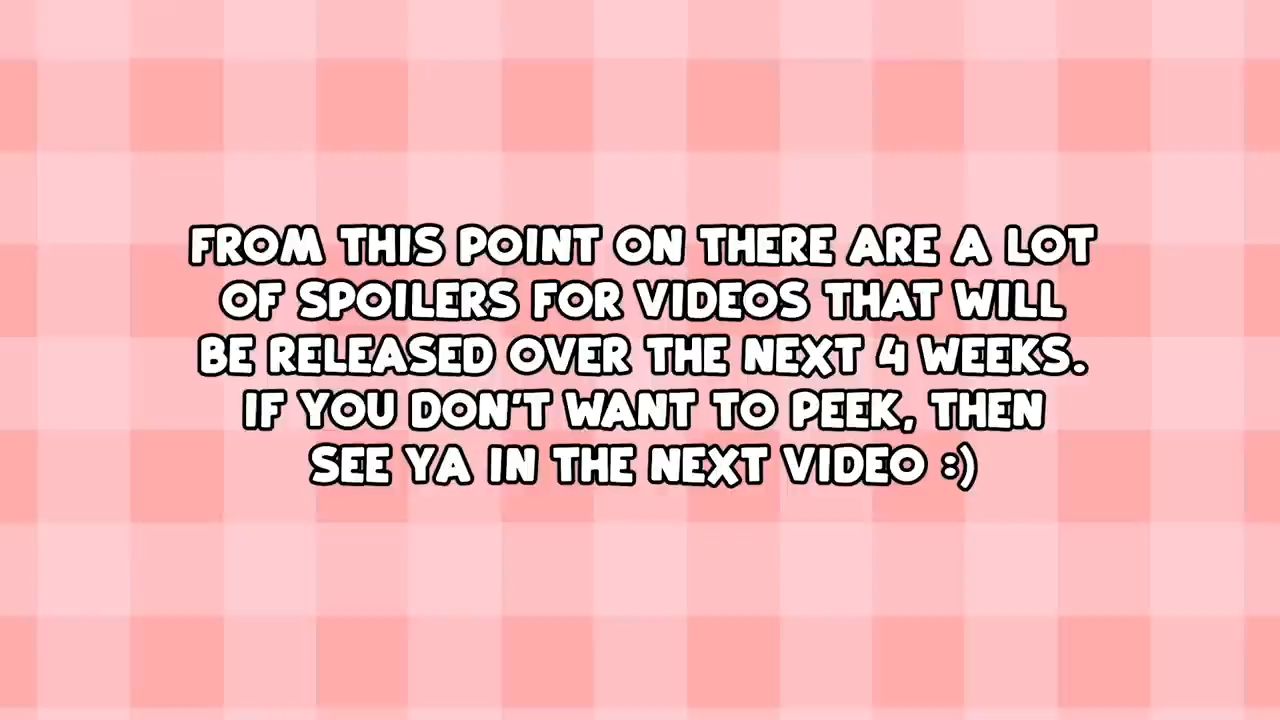 FROM THIS POINT ON THERE ARE A LOT
OF SPOILERS FOR VIDEOS THAT WILL
BE RELEASED OVER THE NEXT 4 WEEKS.
IF YOU DON'T WANT TO PEEK, THEN
SEE YA IN THE NEXT VIDEO :)